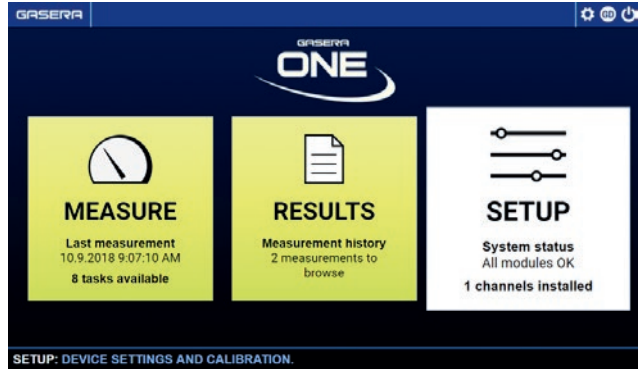 GASERA
GD
GASERA
ONE
MEASURE
Last measurement
10.9.2018 9:07:10 AM
8 tasks available
RESULTS
Measurement history
2 measurements to
browse
SETUP
System status
All modules OK
1 channels installed
SETUP: DEVICE SETTINGS AND CALIBRATION.